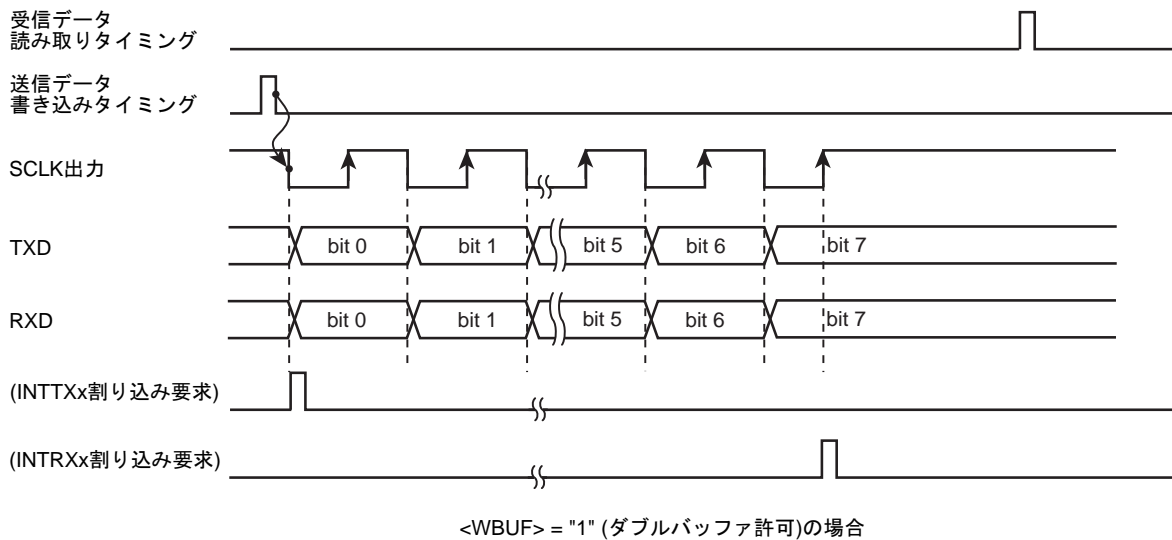 受信データ
読み取りタイミング
送信データ
書き込みタイミング
SCLK出力
TXD
bit 0
bit 1
bit 5
bit 6
bit 7
RXD
bit 0
bit 1
bit 5
bit 6
bit 7
(INTTXx割り込み要求)
(INTRXx割り込み要求)
<WBUF> = "1" (ダブルバッファ許可)の場合